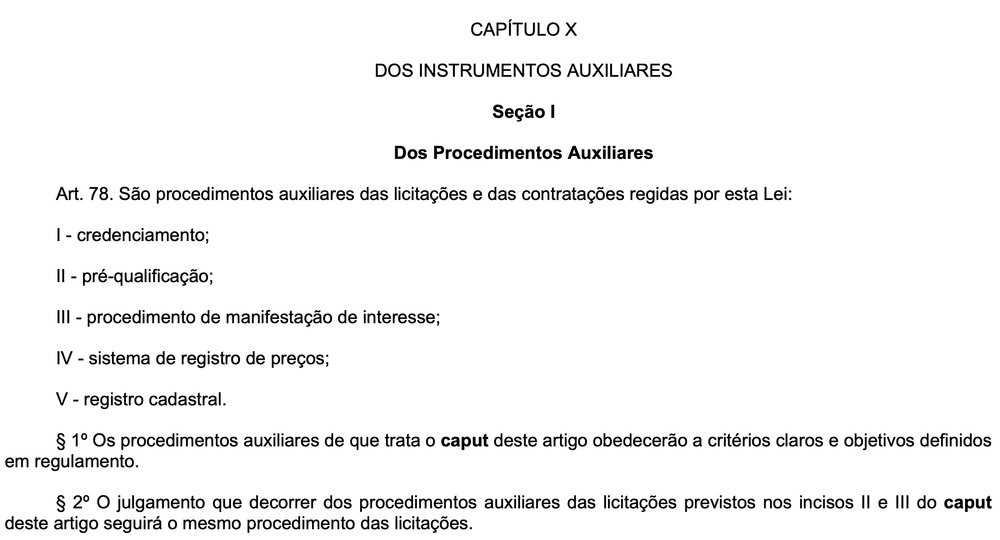 CAPÍTULO X
DOS INSTRUMENTOS AUXILIARES
Seção I
Dos Procedimentos Auxiliares
Art. 78. São procedimentos auxiliares das licitações e das contratações regidas por esta Lei:
I - credenciamento;
II - pré-qualificação;
III - procedimento de manifestação de interesse;
IV - sistema de registro de preços;
V - registro cadastral.
§ 1º Os procedimentos auxiliares de que trata o caput deste artigo obedecerão a critérios claros e objetivos definidos
em regulamento.
§ 2º O julgamento que decorrer dos procedimentos auxiliares das licitações previstos nos incisos II e III do caput
deste artigo seguirá o mesmo procedimento das licitações.